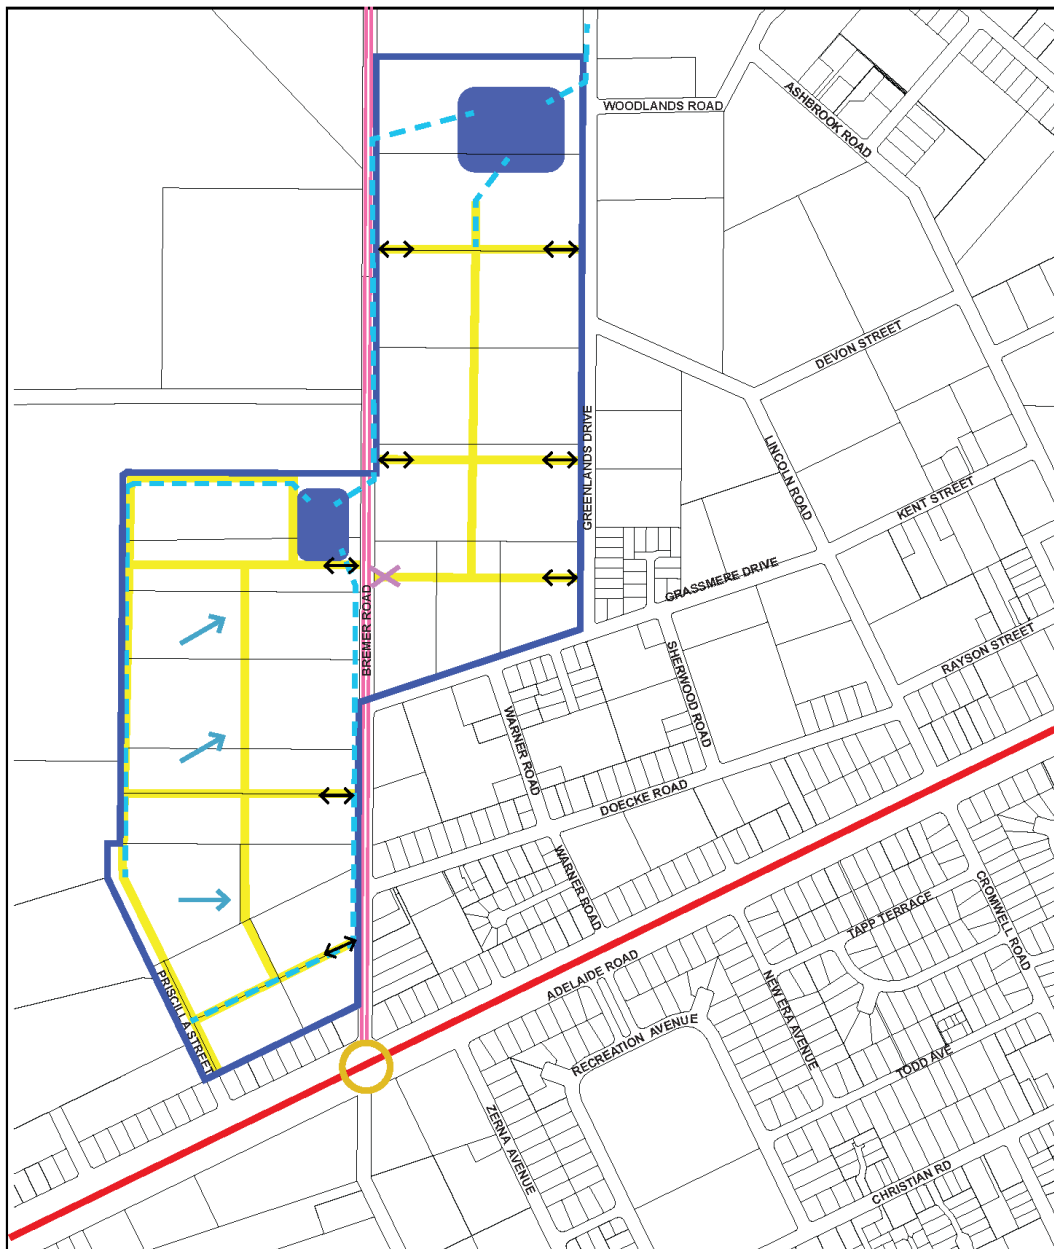 WOODLANDS ROAD
ASHBROOK ROAD
DEVON STREET
GREENLANDS DRIVE
LINCOLN ROAD
KENT STREET
GRASSMERE DRIVE
BREMER ROAD
RAYSON STREET
SHERWOOD ROAD
WARNER ROAD
DOECKE ROAD
WARNER ROAD
CROMWELL ROAD
TAPP TERRACE
ADELAIDE ROAD
PRISCILLA STREET
NEW ERA AVENUE
RECREATION AVENUE
TODD AVE
ZERNA AVENUE
CHRISTIAN RD